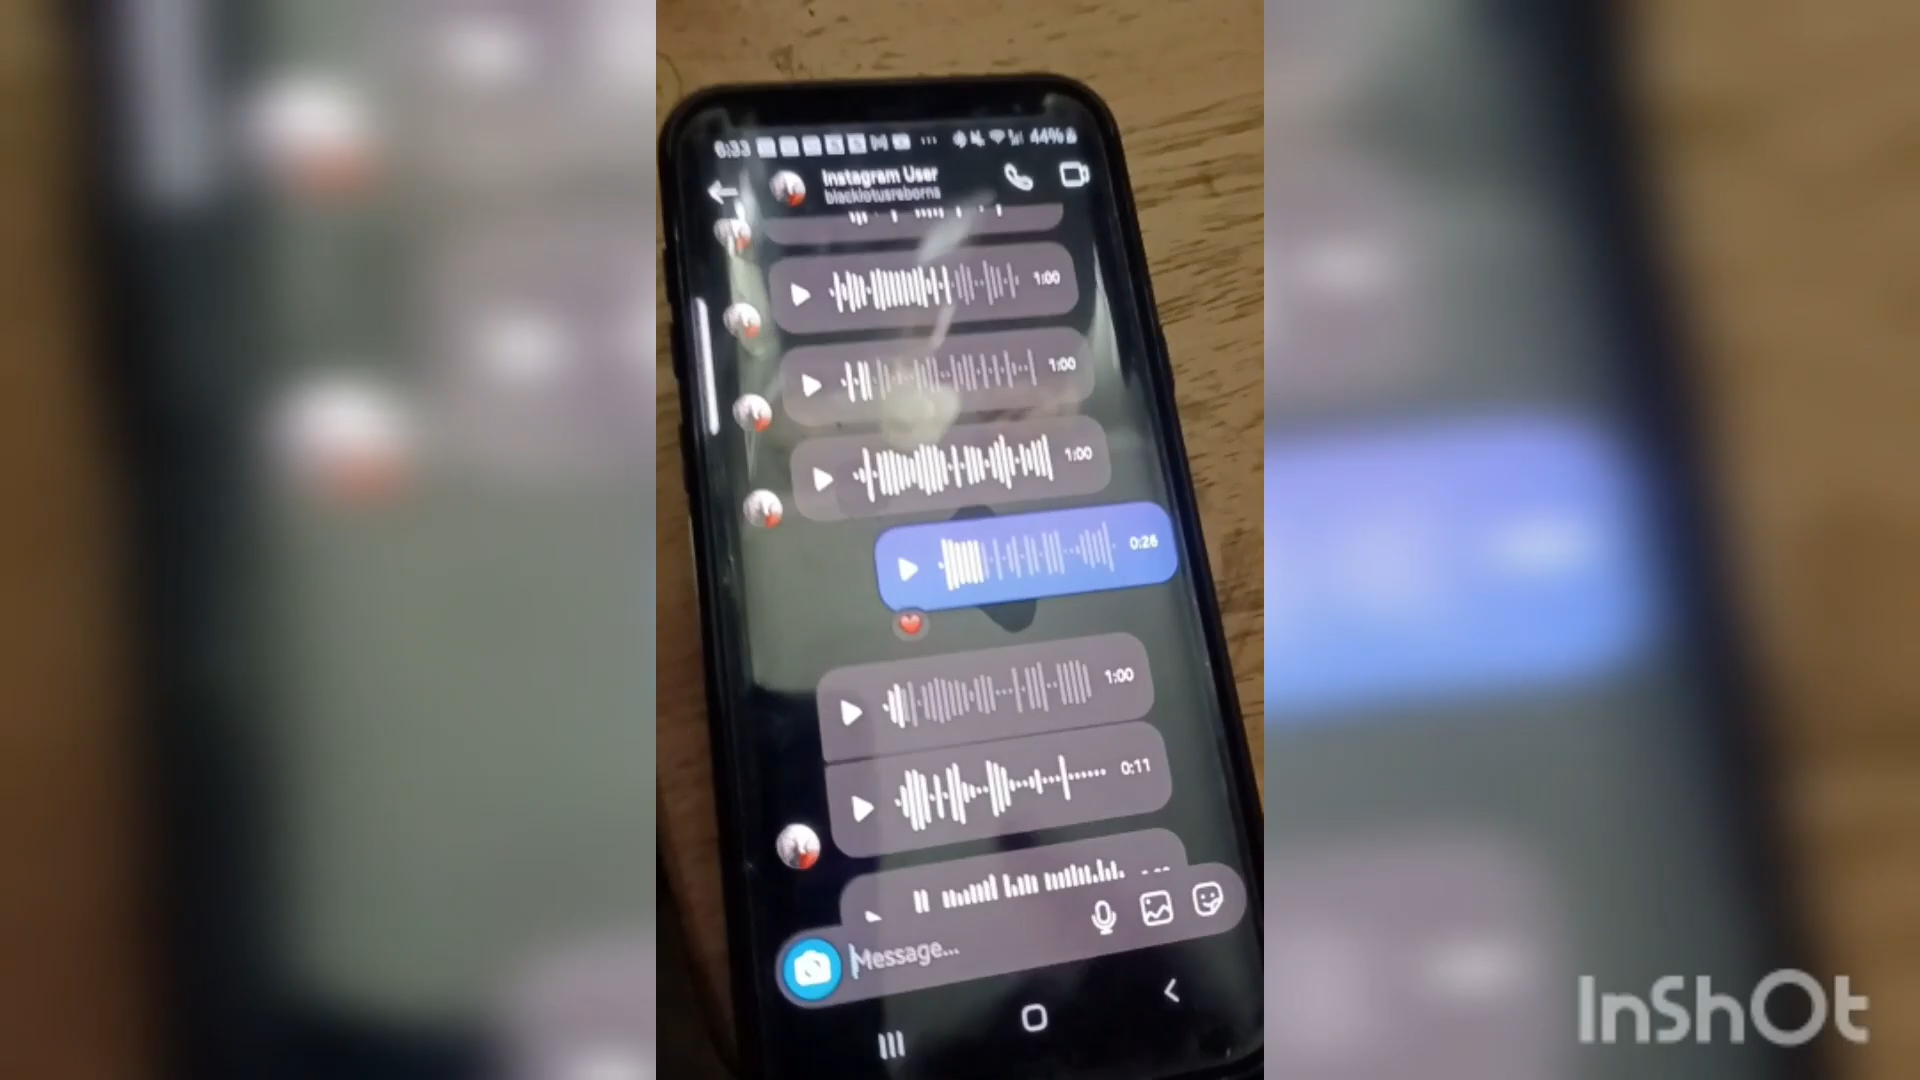 6:33
44%
Instagram User
blacklotusreborns
1:00
1:00
1:00
0:26
1:00
0:11
Message...
InShOt